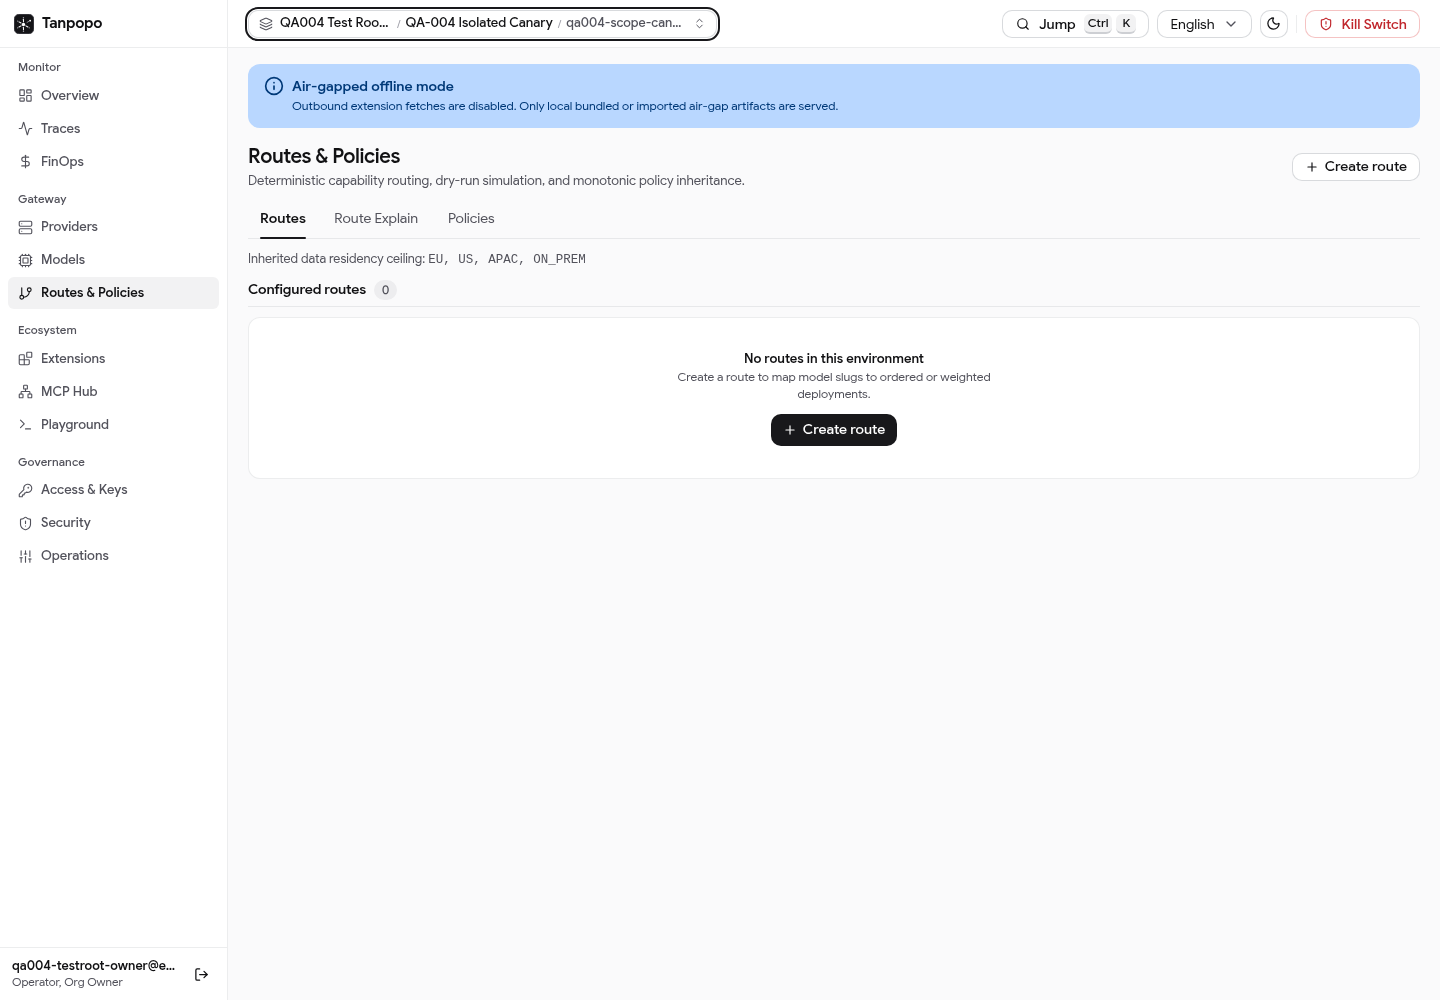 Tanpopo
QA004 Test Roo... / QA-004 Isolated Canary / qa004-scope-can...
Jump Ctrl K
English
Kill Switch
Monitor
Overview
Traces
FinOps
Gateway
Providers
Models
Routes & Policies
Ecosystem
Extensions
MCP Hub
Playground
Governance
Access & Keys
Security
Operations
qa004-testroot-owner@e...
Operator, Org Owner
Air-gapped offline mode
Outbound extension fetches are disabled. Only local bundled or imported air-gap artifacts are served.
Routes & Policies
Deterministic capability routing, dry-run simulation, and monotonic policy inheritance.
Create route
Routes Route Explain Policies
Inherited data residency ceiling: EU, US, APAC, ON_PREM
Configured routes 0
No routes in this environment
Create a route to map model slugs to ordered or weighted
deployments.
Create route